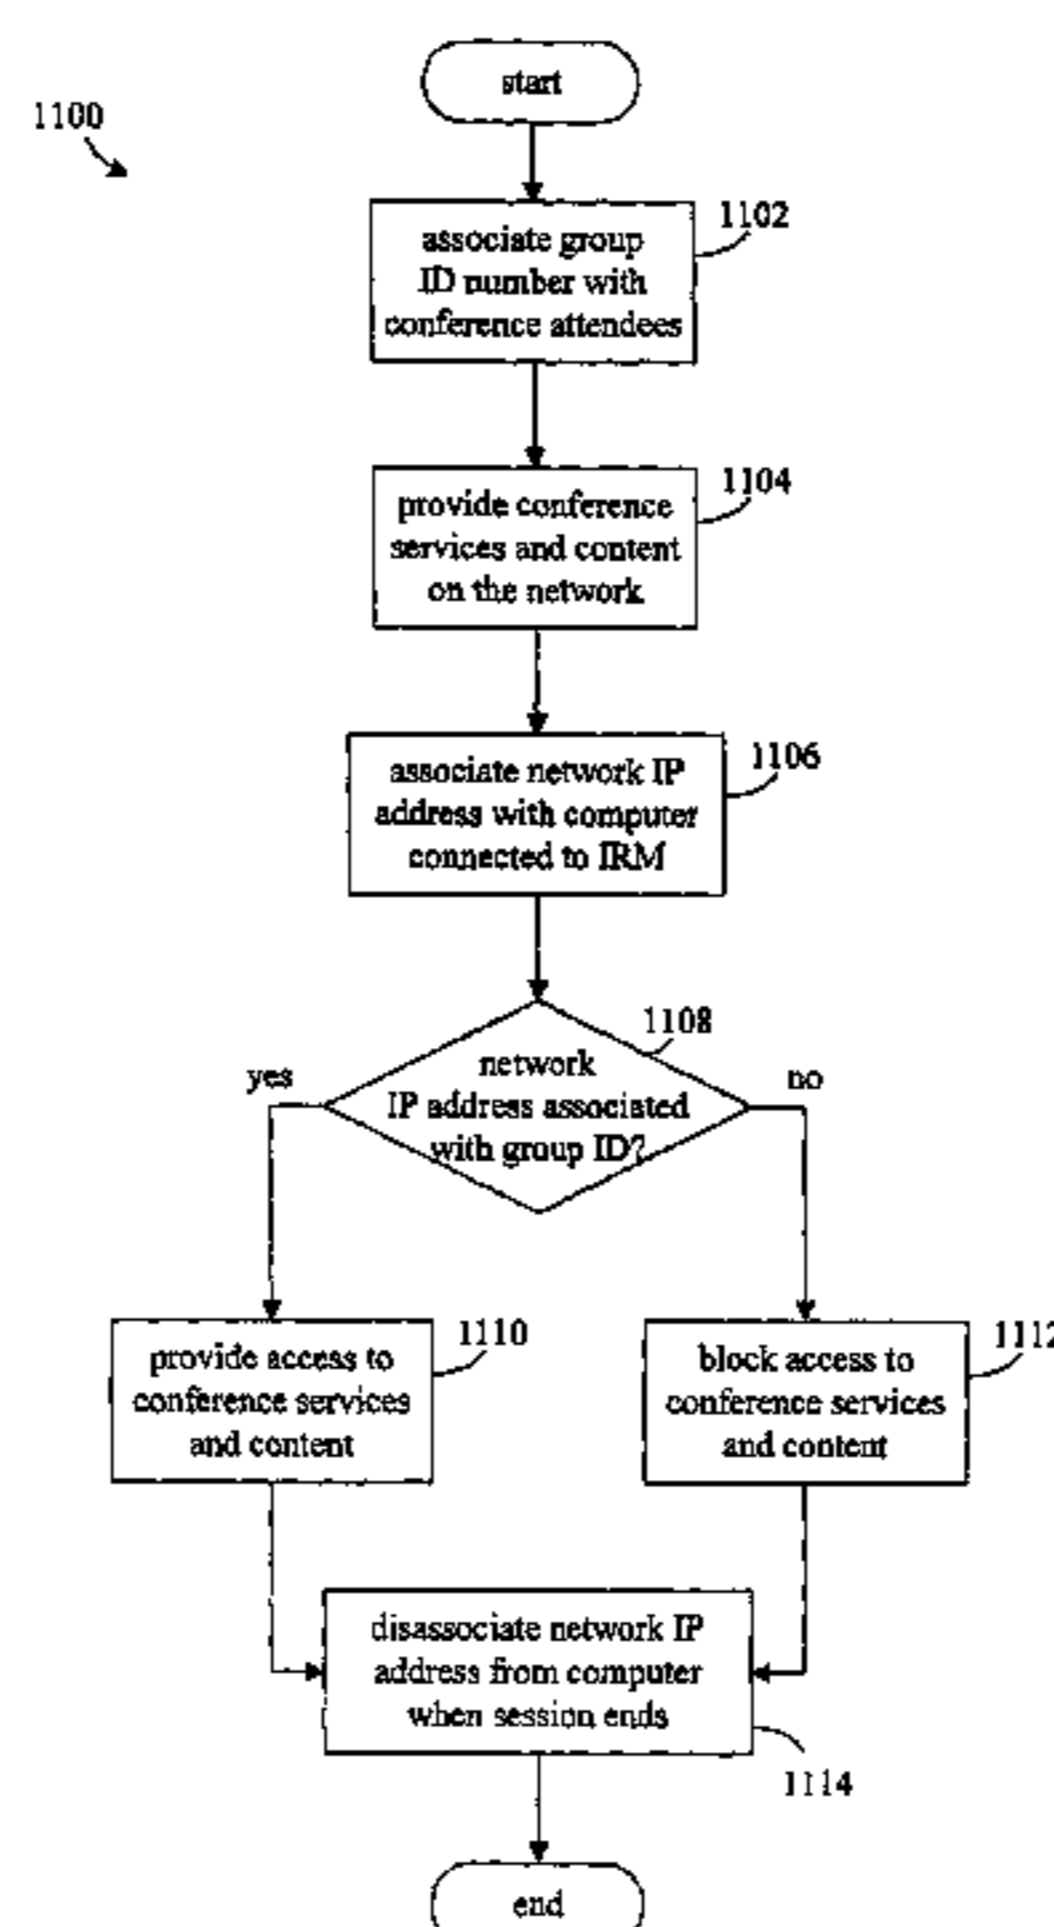 start
1100
1102
associate group
ID number with
conference attendees
1104
provide conference
services and content
on the network
1106
associate network IP
address with computer
connected to IRM
1108
network
IP address associated
with group ID?
yes
no
1110
provide access to
conference services
and content
1112
block access to
conference services
and content
disassociate network IP
address from computer
when session ends
1114
end